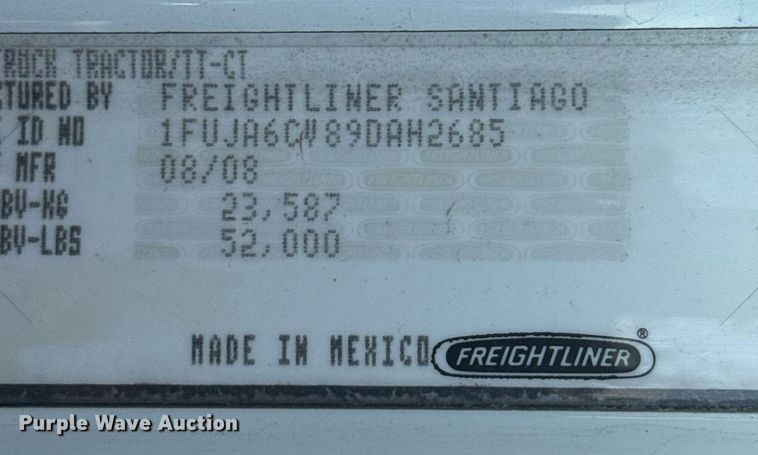 TRUCK TRACTOR/TT-CT
CTURED BY FREIGHTLINER SANTIAGO
ID NO 1FUJA6CV89DAH2685
MFR 08/08
BV-KG 23,587
BV-LBS 52,000
MADE IN MEXICO FREIGHTLINER®
Purple Wave Auction